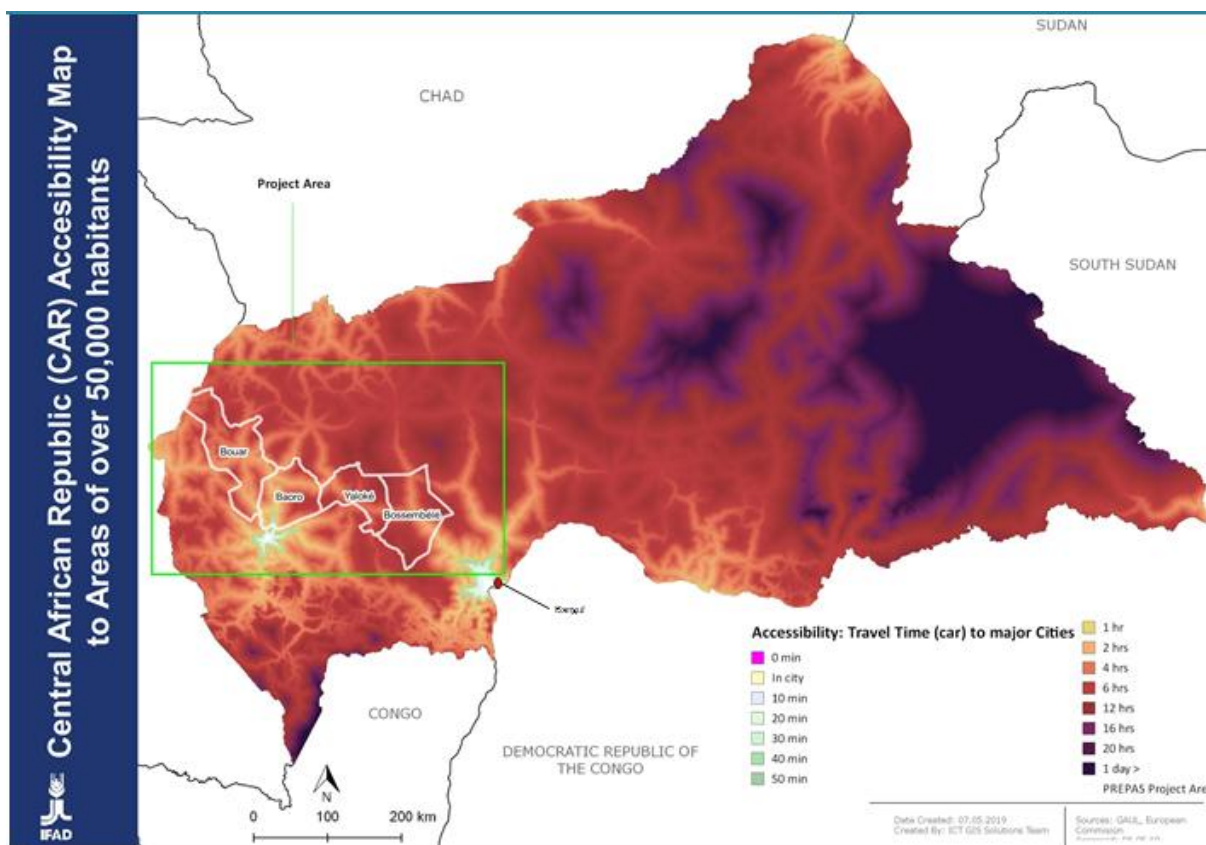 Central African Republic (CAR) Accesibility Map
to Areas of over 50,000 habitants
IFAD
SUDAN
CHAD
Project Area
SOUTH SUDAN
Bouar
Baoro
Yaloké
Bossembélé
CONGO
DEMOCRATIC REPUBLIC OF
THE CONGO
N
0 100 200 km
Accessibility: Travel Time (car) to major Cities
0 min
In city
10 min
20 min
30 min
40 min
50 min
1 hr
2 hrs
4 hrs
6 hrs
12 hrs
16 hrs
20 hrs
1 day >
PREPAS Project Area
Date Created: 07.05.2019
Created By: ICT GIS Solutions Team
Sources: GAUL, European
Commision